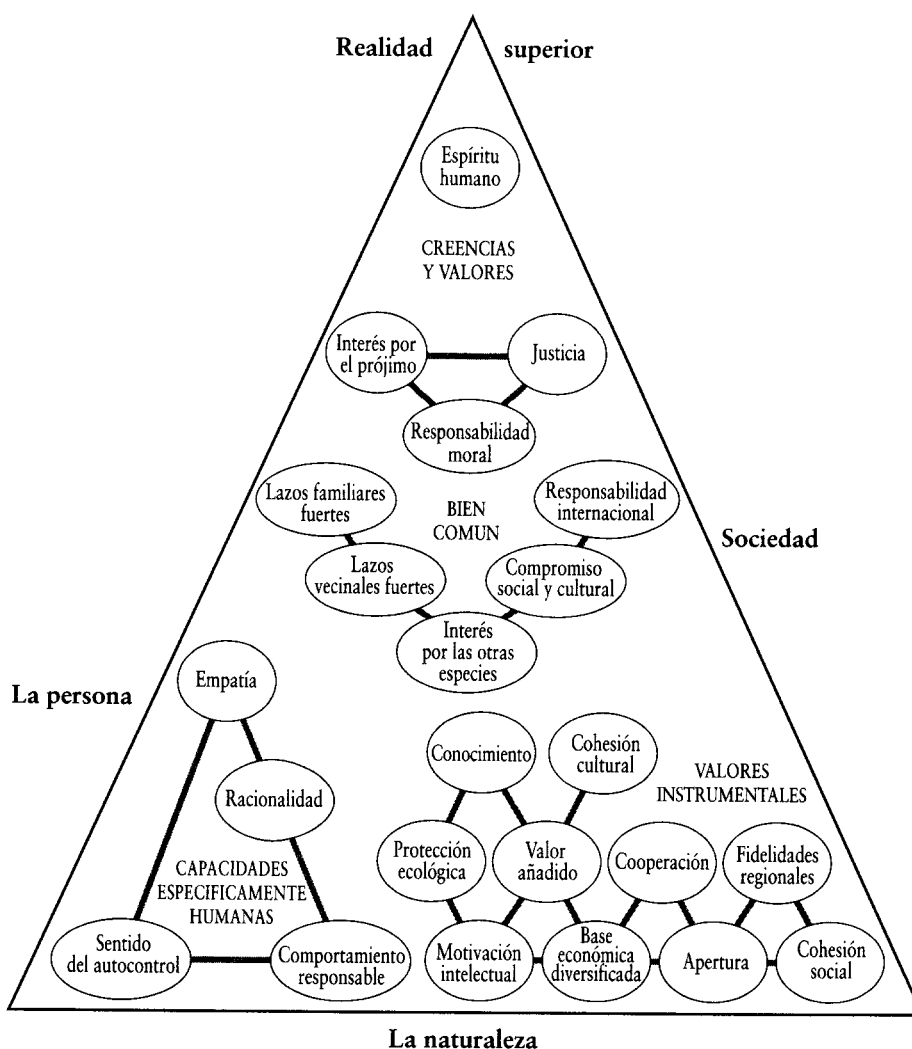 Realidad superior
Espíritu
humano
CREENCIAS
Y VALORES
Interés por
el prójimo
Justicia
Responsabilidad
moral
Lazos familiares
fuertes
BIEN
COMUN
Responsabilidad
internacional
Sociedad
Lazos
vecinales fuertes
Compromiso
social y cultural
Interés
por las otras
especies
La persona
Empatía
Racionalidad
CAPACIDADES
ESPECIFICAMENTE
HUMANAS
Sentido
del autocontrol
Comportamiento
responsable
Conocimiento
Cohesión
cultural
VALORES
INSTRUMENTALES
Protección
ecológica
Valor
añadido
Cooperación
Fidelidades
regionales
Motivación
intelectual
Base
económica
diversificada
Apertura
Cohesión
social
La naturaleza